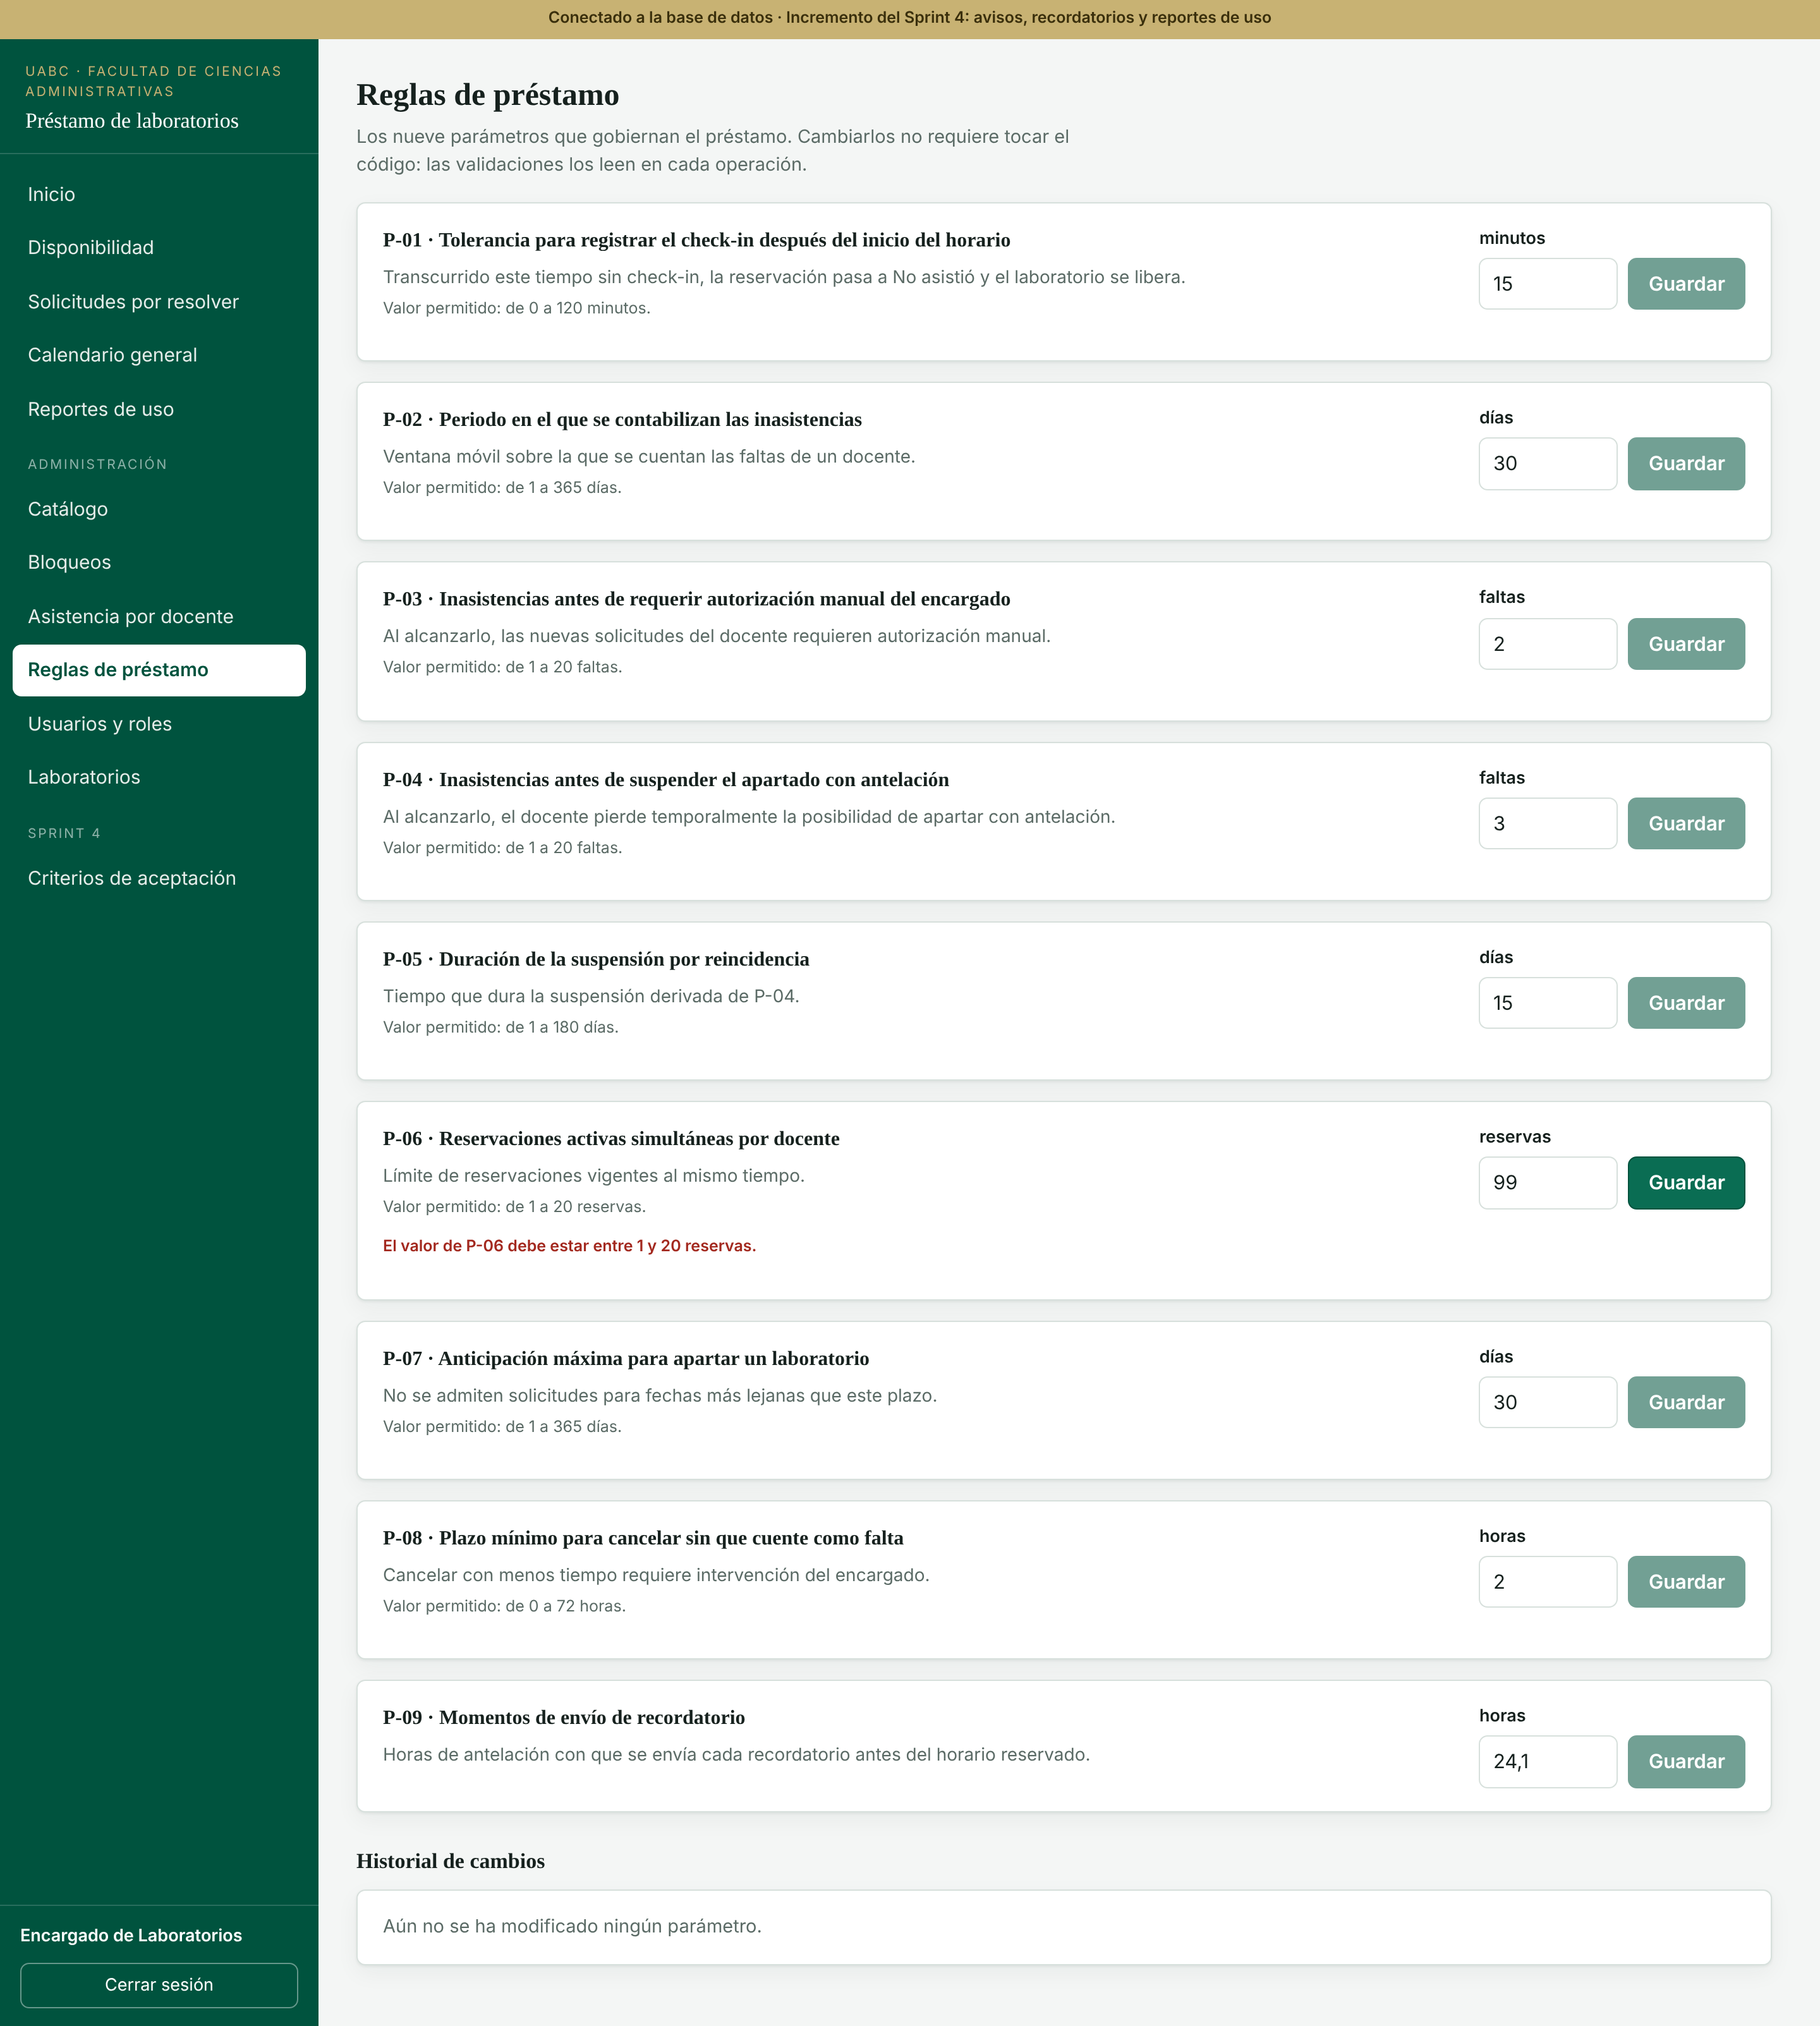 Conectado a la base de datos · Incremento del Sprint 4: avisos, recordatorios y reportes de uso
UABC · FACULTAD DE CIENCIAS
ADMINISTRATIVAS
Préstamo de laboratorios
Inicio
Disponibilidad
Solicitudes por resolver
Calendario general
Reportes de uso
ADMINISTRACIÓN
Catálogo
Bloqueos
Asistencia por docente
Reglas de préstamo
Usuarios y roles
Laboratorios
SPRINT 4
Criterios de aceptación
Encargado de Laboratorios
Cerrar sesión
Reglas de préstamo
Los nueve parámetros que gobiernan el préstamo. Cambiarlos no requiere tocar el
código: las validaciones los leen en cada operación.
P-01 · Tolerancia para registrar el check-in después del inicio del horario
Transcurrido este tiempo sin check-in, la reservación pasa a No asistió y el laboratorio se libera.
Valor permitido: de 0 a 120 minutos.
minutos
15 Guardar
P-02 · Periodo en el que se contabilizan las inasistencias
Ventana móvil sobre la que se cuentan las faltas de un docente.
Valor permitido: de 1 a 365 días.
días
30 Guardar
P-03 · Inasistencias antes de requerir autorización manual del encargado
Al alcanzarlo, las nuevas solicitudes del docente requieren autorización manual.
Valor permitido: de 1 a 20 faltas.
faltas
2 Guardar
P-04 · Inasistencias antes de suspender el apartado con antelación
Al alcanzarlo, el docente pierde temporalmente la posibilidad de apartar con antelación.
Valor permitido: de 1 a 20 faltas.
faltas
3 Guardar
P-05 · Duración de la suspensión por reincidencia
Tiempo que dura la suspensión derivada de P-04.
Valor permitido: de 1 a 180 días.
días
15 Guardar
P-06 · Reservaciones activas simultáneas por docente
Límite de reservaciones vigentes al mismo tiempo.
Valor permitido: de 1 a 20 reservas.
El valor de P-06 debe estar entre 1 y 20 reservas.
reservas
99 Guardar
P-07 · Anticipación máxima para apartar un laboratorio
No se admiten solicitudes para fechas más lejanas que este plazo.
Valor permitido: de 1 a 365 días.
días
30 Guardar
P-08 · Plazo mínimo para cancelar sin que cuente como falta
Cancelar con menos tiempo requiere intervención del encargado.
Valor permitido: de 0 a 72 horas.
horas
2 Guardar
P-09 · Momentos de envío de recordatorio
Horas de antelación con que se envía cada recordatorio antes del horario reservado.
horas
24,1 Guardar
Historial de cambios
Aún no se ha modificado ningún parámetro.